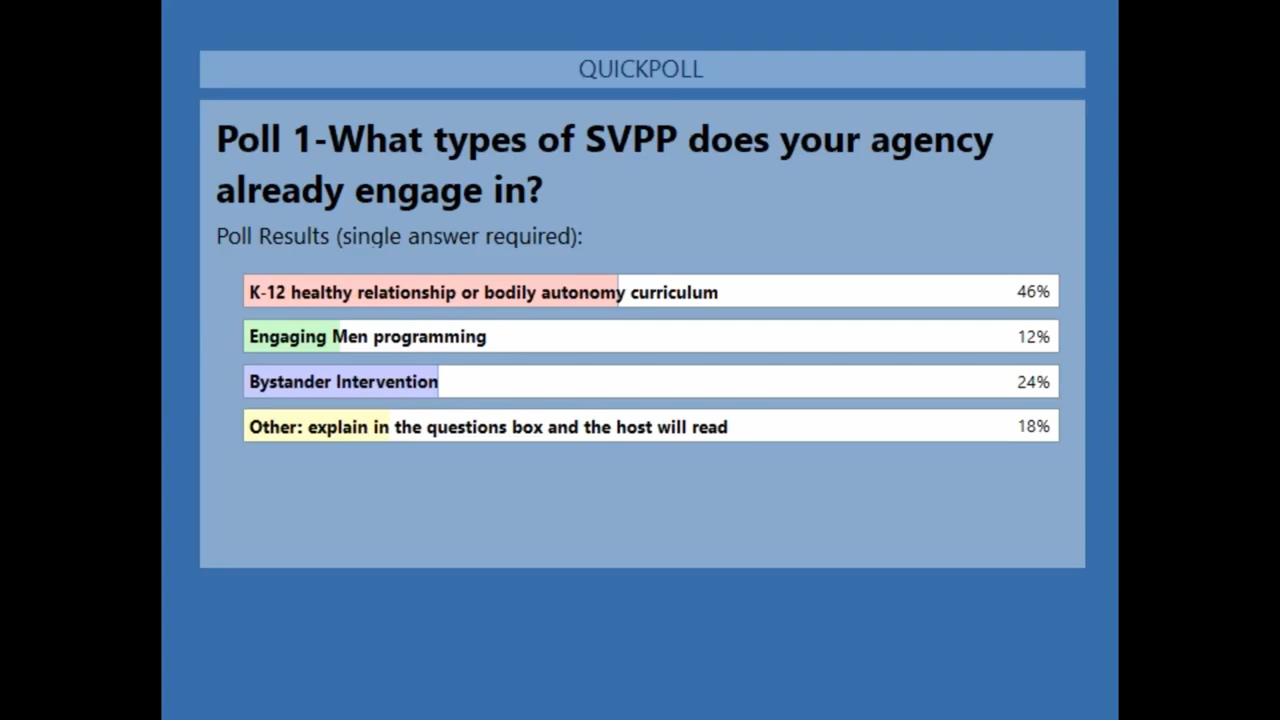 QUICKPOLL
Poll 1-What types of SVPP does your agency
already engage in?
Poll Results (single answer required):
K-12 healthy relationship or bodily autonomy curriculum 46%
Engaging Men programming 12%
Bystander Intervention 24%
Other: explain in the questions box and the host will read 18%